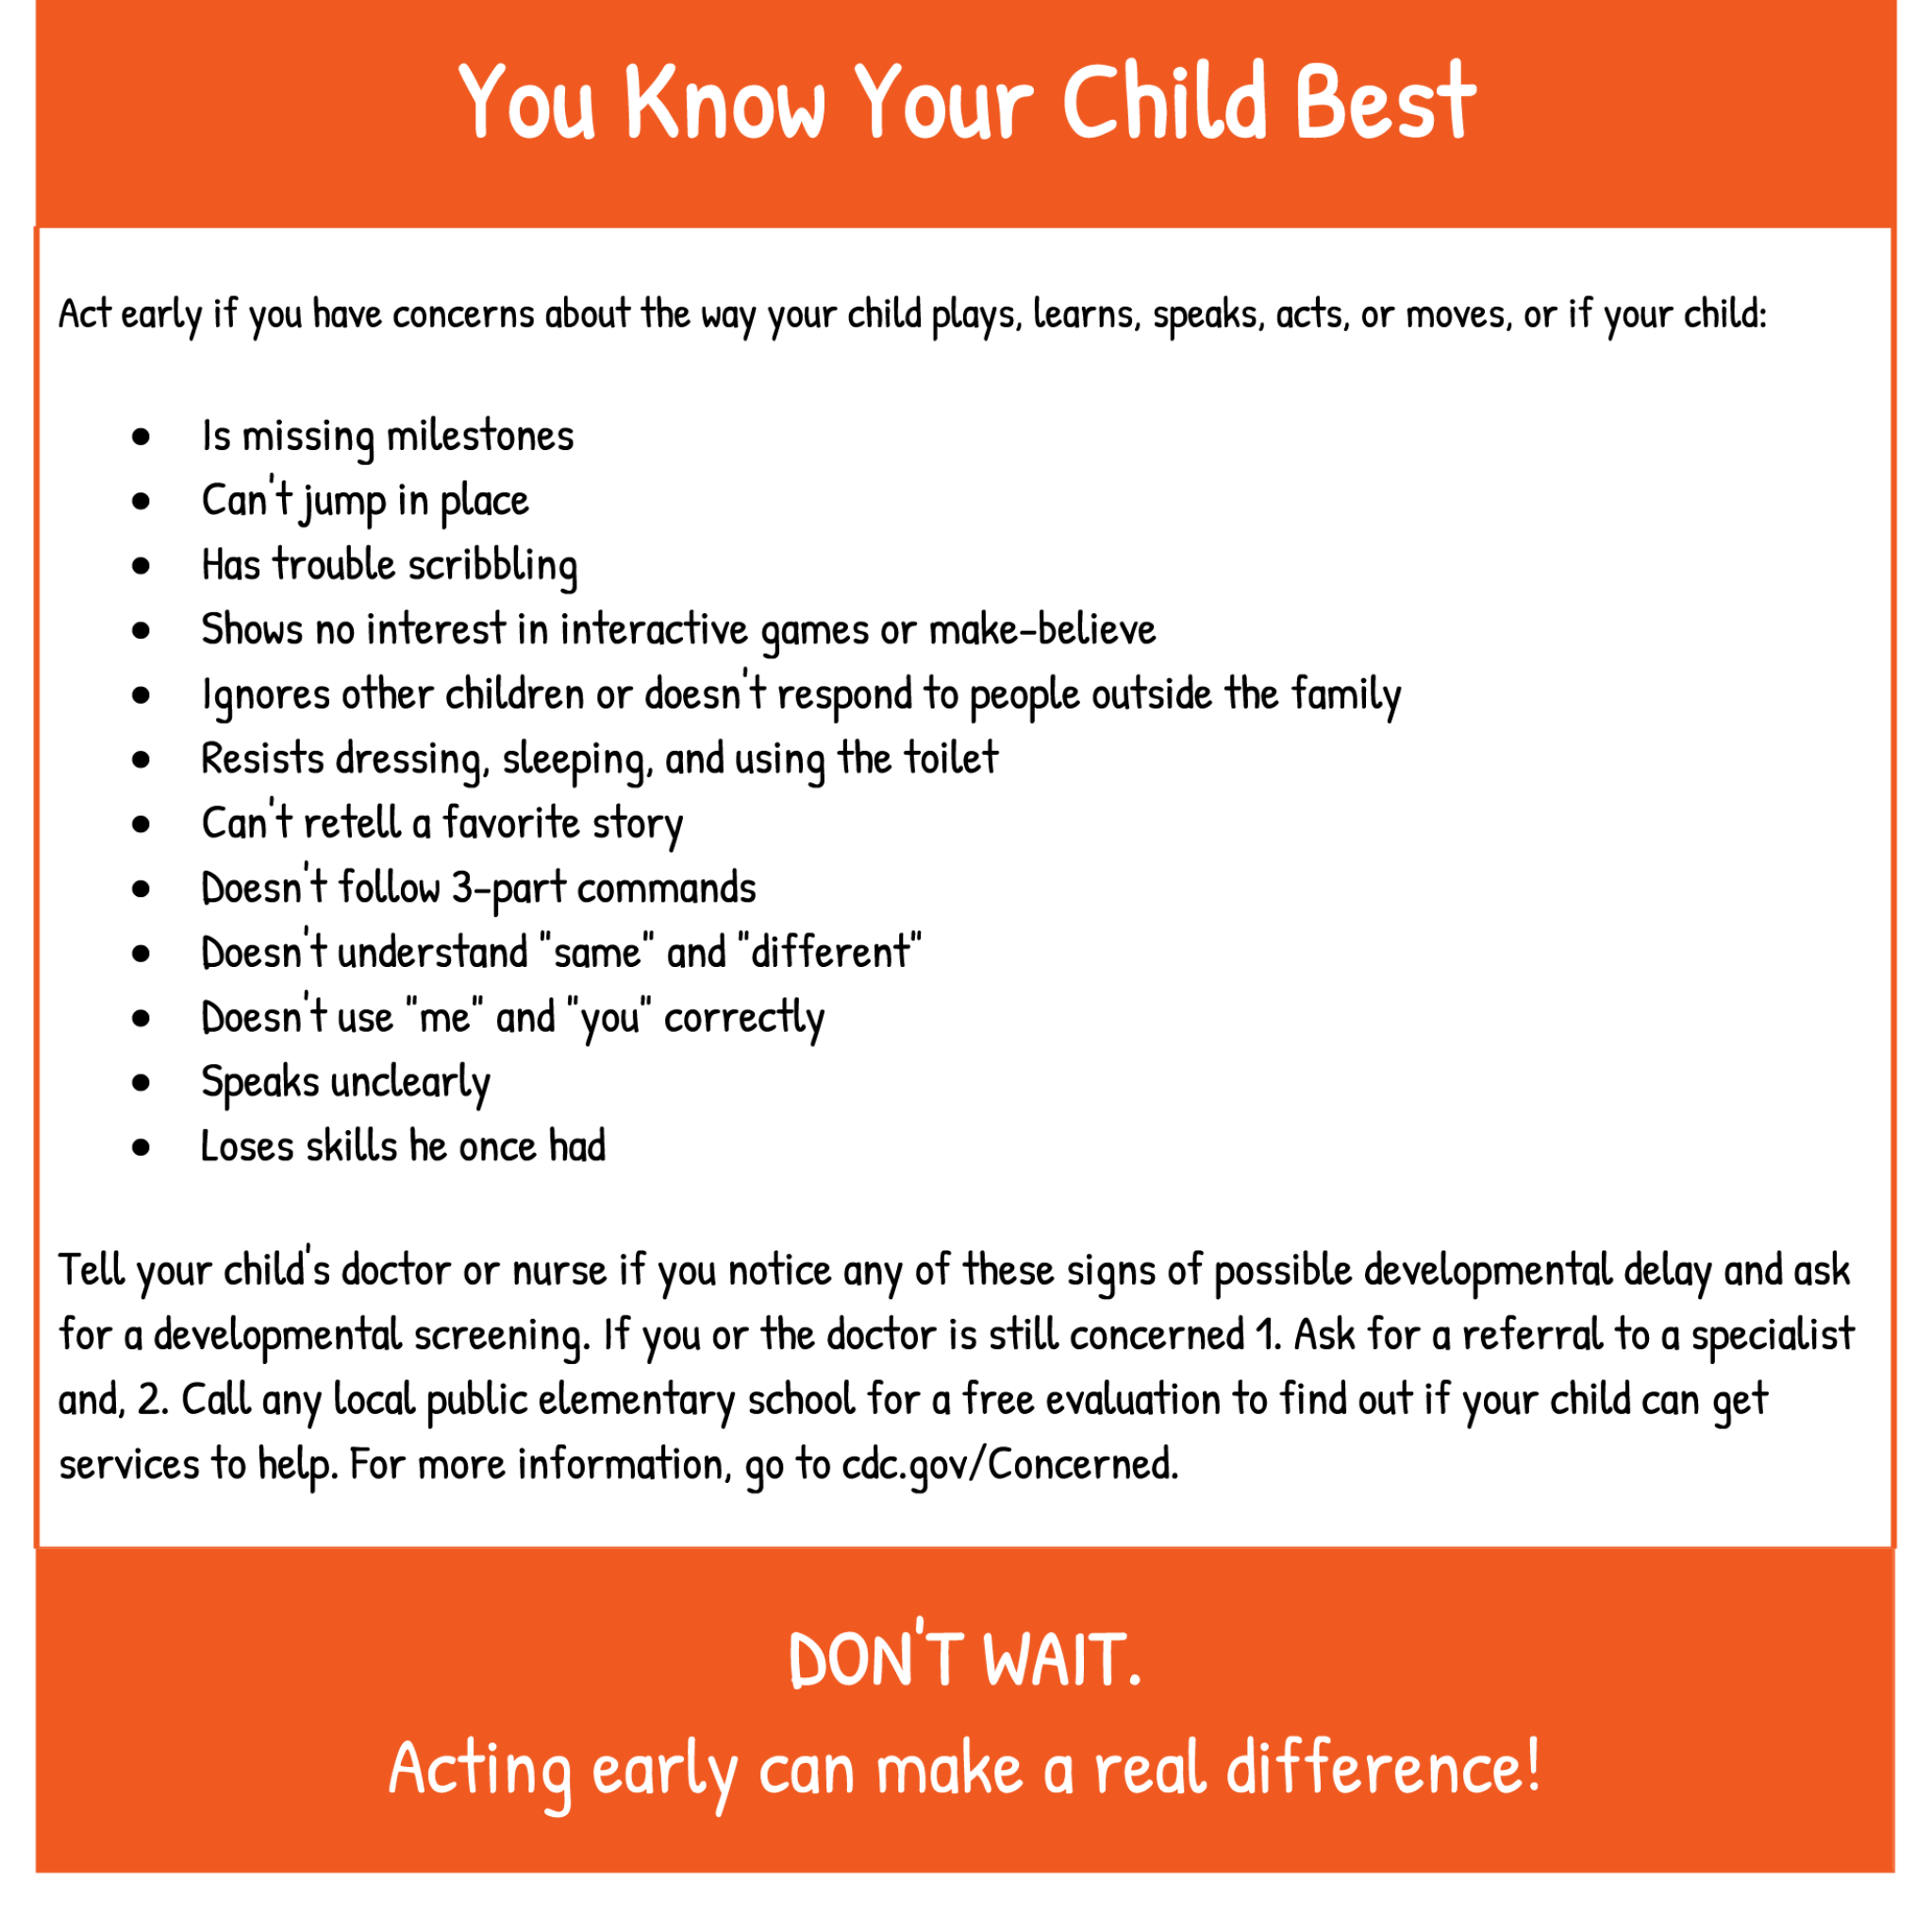 You Know Your Child Best
Act early if you have concerns about the way your child plays, learns, speaks, acts, or moves, or if your child:
● Is missing milestones
● Can't jump in place
● Has trouble scribbling
● Shows no interest in interactive games or make-believe
● Ignores other children or doesn't respond to people outside the family
● Resists dressing, sleeping, and using the toilet
● Can't retell a favorite story
● Doesn't follow 3-part commands
● Doesn't understand "same" and "different"
● Doesn't use "me" and "you" correctly
● Speaks unclearly
● Loses skills he once had
Tell your child's doctor or nurse if you notice any of these signs of possible developmental delay and ask
for a developmental screening. If you or the doctor is still concerned 1. Ask for a referral to a specialist
and, 2. Call any local public elementary school for a free evaluation to find out if your child can get
services to help. For more information, go to cdc.gov/Concerned.
DON'T WAIT.
Acting early can make a real difference!